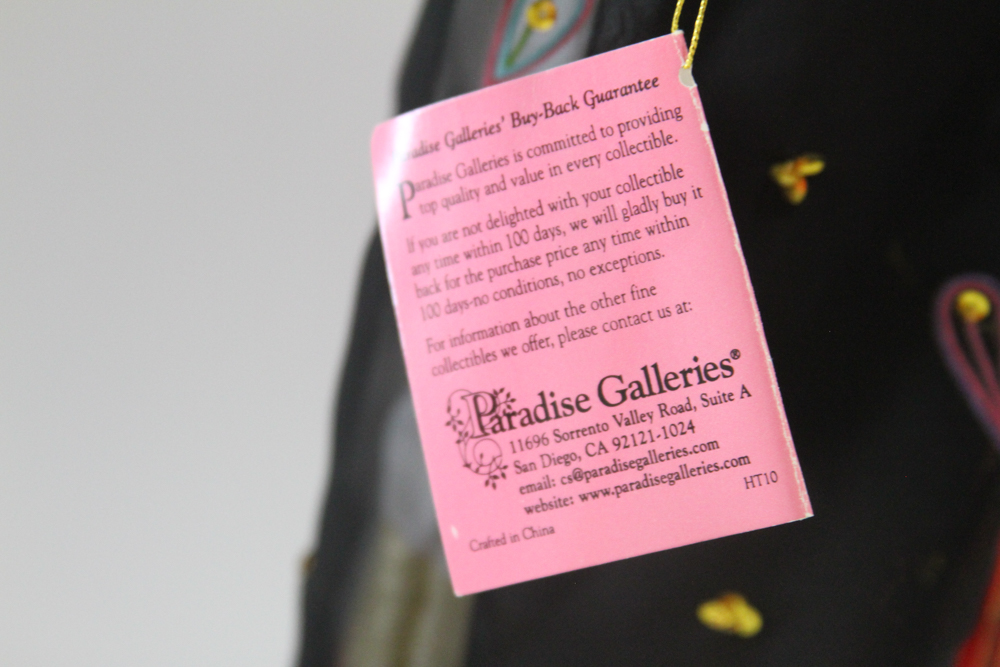 Paradise Galleries' Buy-Back Guarantee
Paradise Galleries is committed to providing
top quality and value in every collectible.
If you are not delighted with your collectible
any time within 100 days, we will gladly buy it
back for the purchase price any time within
100 days-no conditions, no exceptions.
For information about the other fine
collectibles we offer, please contact us at:
Paradise Galleries®
11696 Sorrento Valley Road, Suite A
San Diego, CA 92121-1024
email: cs@paradisegalleries.com
website: www.paradisegalleries.com
HT10
Crafted in China